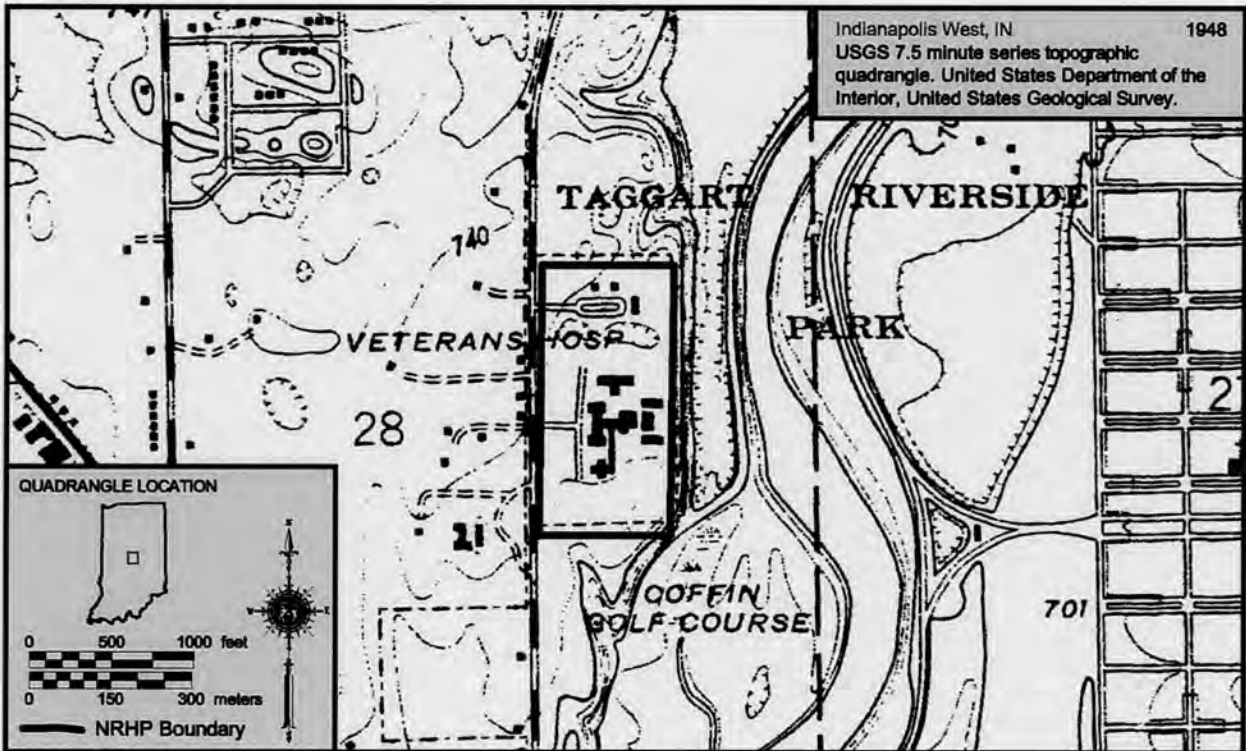 Indianapolis West, IN 1948
USGS 7.5 minute series topographic
quadrangle. United States Department of the
Interior, United States Geological Survey.
TAGGART RIVERSIDE
740
VETERANS HOSP
PARK
28
21
COFFIN
GOLF COURSE
701
QUADRANGLE LOCATION
0 500 1000 feet
0 150 300 meters
NRHP Boundary